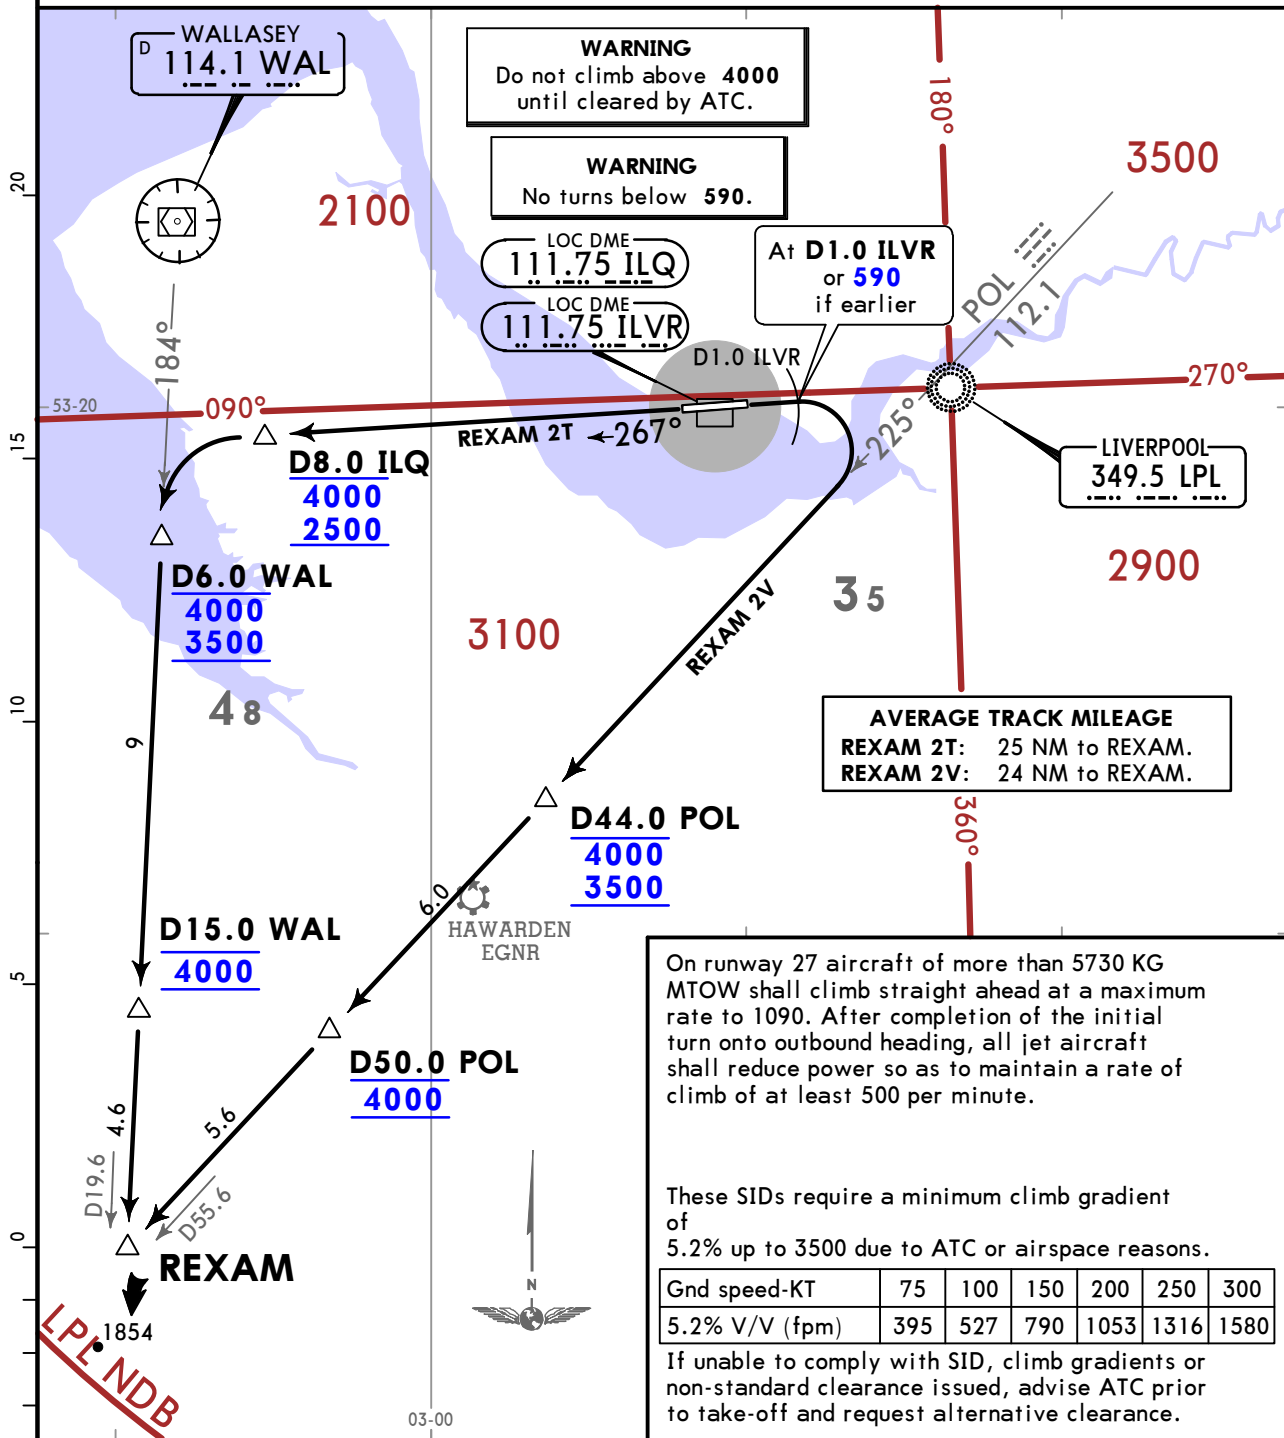 WALLASEY
D 114.1 WAL
WARNING
Do not climb above 4000
until cleared by ATC.
WARNING
No turns below 590.
180°
3500
20
2100
LOC DME
111.75 ILQ
LOC DME
111.75 ILVR
At D1.0 ILVR
or 590
if earlier
POL
112.1
184°
D1.0 ILVR
270°
53-20
090°
REXAM 2T
267°
225°
15
D8.0 ILQ
4000
2500
LIVERPOOL
349.5 LPL
D6.0 WAL
4000
3500
2900
35
REXAM 2V
3100
48
10
9
AVERAGE TRACK MILEAGE
REXAM 2T: 25 NM to REXAM.
REXAM 2V: 24 NM to REXAM.
360°
D44.0 POL
4000
3500
6.0
HAWARDEN
EGNR
D15.0 WAL
4000
5
D50.0 POL
4000
4.6
5.6
D19.6
D55.6
0
REXAM
1854
LPL NDB
N
03-00
On runway 27 aircraft of more than 5730 KG
MTOW shall climb straight ahead at a maximum
rate to 1090. After completion of the initial
turn onto outbound heading, all jet aircraft
shall reduce power so as to maintain a rate of
climb of at least 500 per minute.
These SIDs require a minimum climb gradient
of
5.2% up to 3500 due to ATC or airspace reasons.
Gnd speed-KT 75 100 150 200 250 300
5.2% V/V (fpm) 395 527 790 1053 1316 1580
If unable to comply with SID, climb gradients or
non-standard clearance issued, advise ATC prior
to take-off and request alternative clearance.